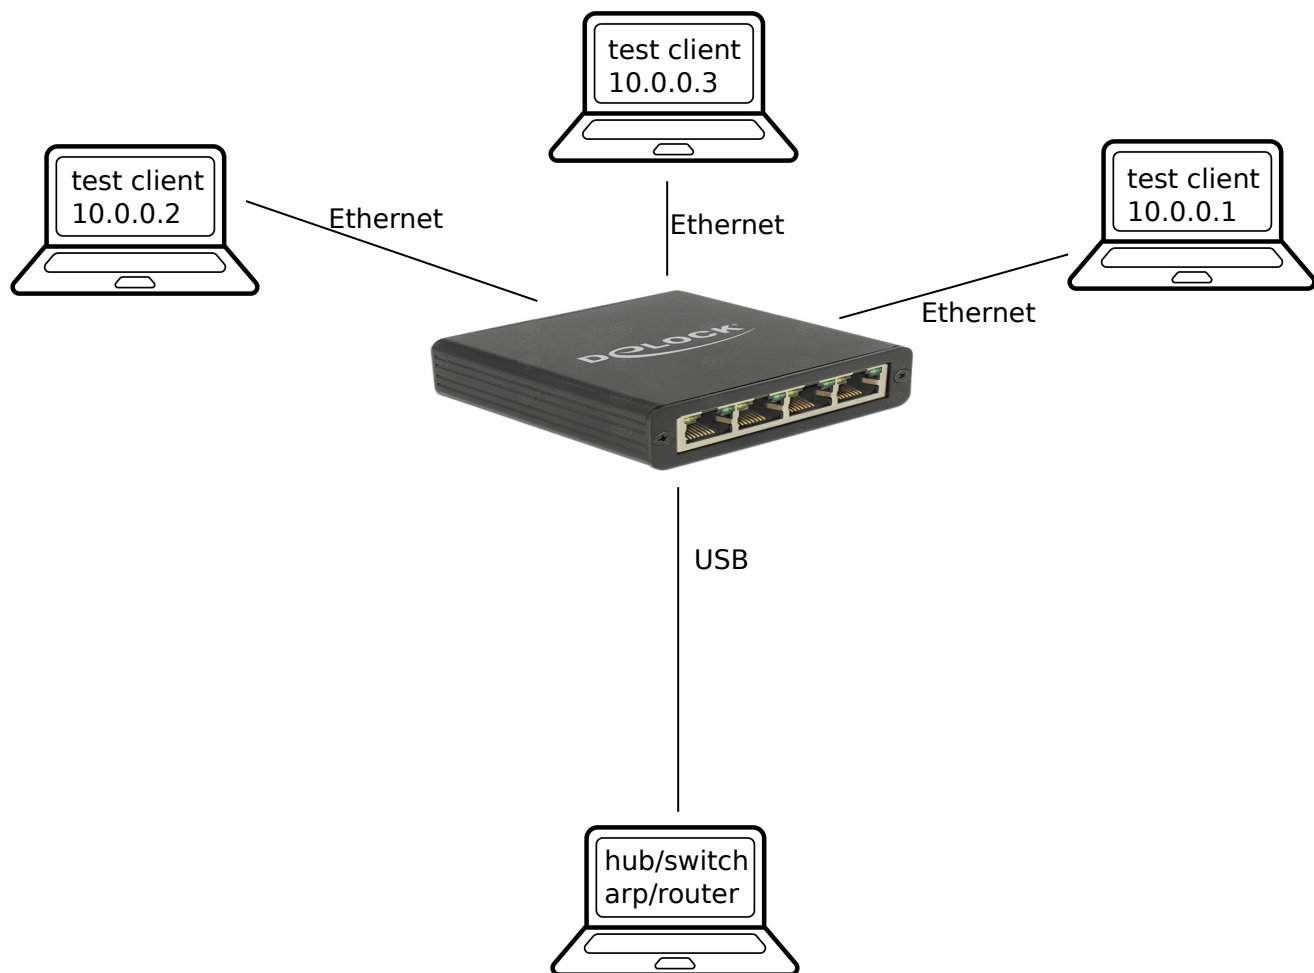 test client
10.0.0.3
test client
10.0.0.2
test client
10.0.0.1
Ethernet
Ethernet
Ethernet
DELOCK
USB
hub/switch
arp/router